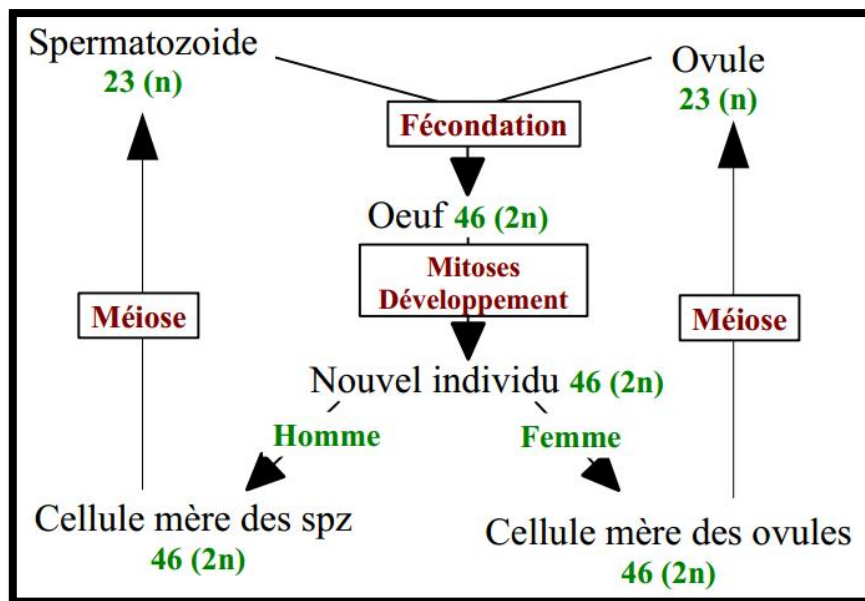 Spermatozoide
23 (n)
Ovule
23 (n)
Fécondation
Oeuf 46 (2n)
Mitoses
Développement
Méiose
Méiose
Nouvel individu 46 (2n)
Homme
Femme
Cellule mère des spz
46 (2n)
Cellule mère des ovules
46 (2n)